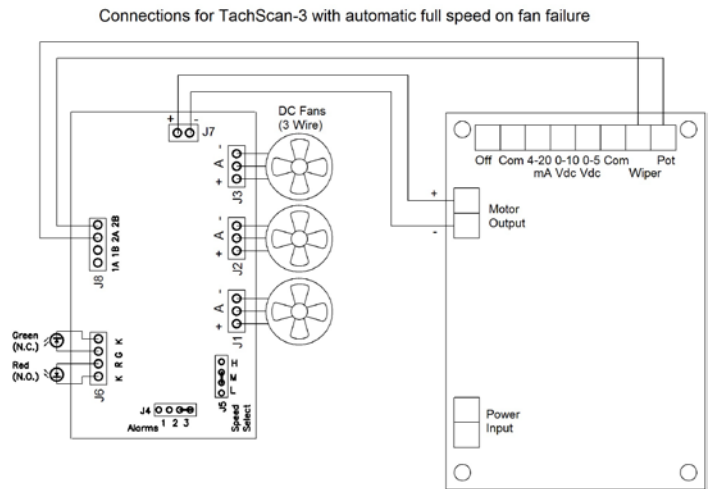 Connections for TachScan-3 with automatic full speed on fan failure
DC Fans
(3 Wire)
+ -
J7
- A +
J3
- A +
J2
- A +
J1
1A 1B 2A 2B
J8
Green
(N.C.)
Red
(N.O.)
K
G
R
K
J6
J4
Alarms 1 2 3
H
M
L
J5
Speed
Select
Off Com 4-20 0-10 0-5 Com Pot
mA Vdc Vdc Wiper
+
Motor
Output
-
Power
Input